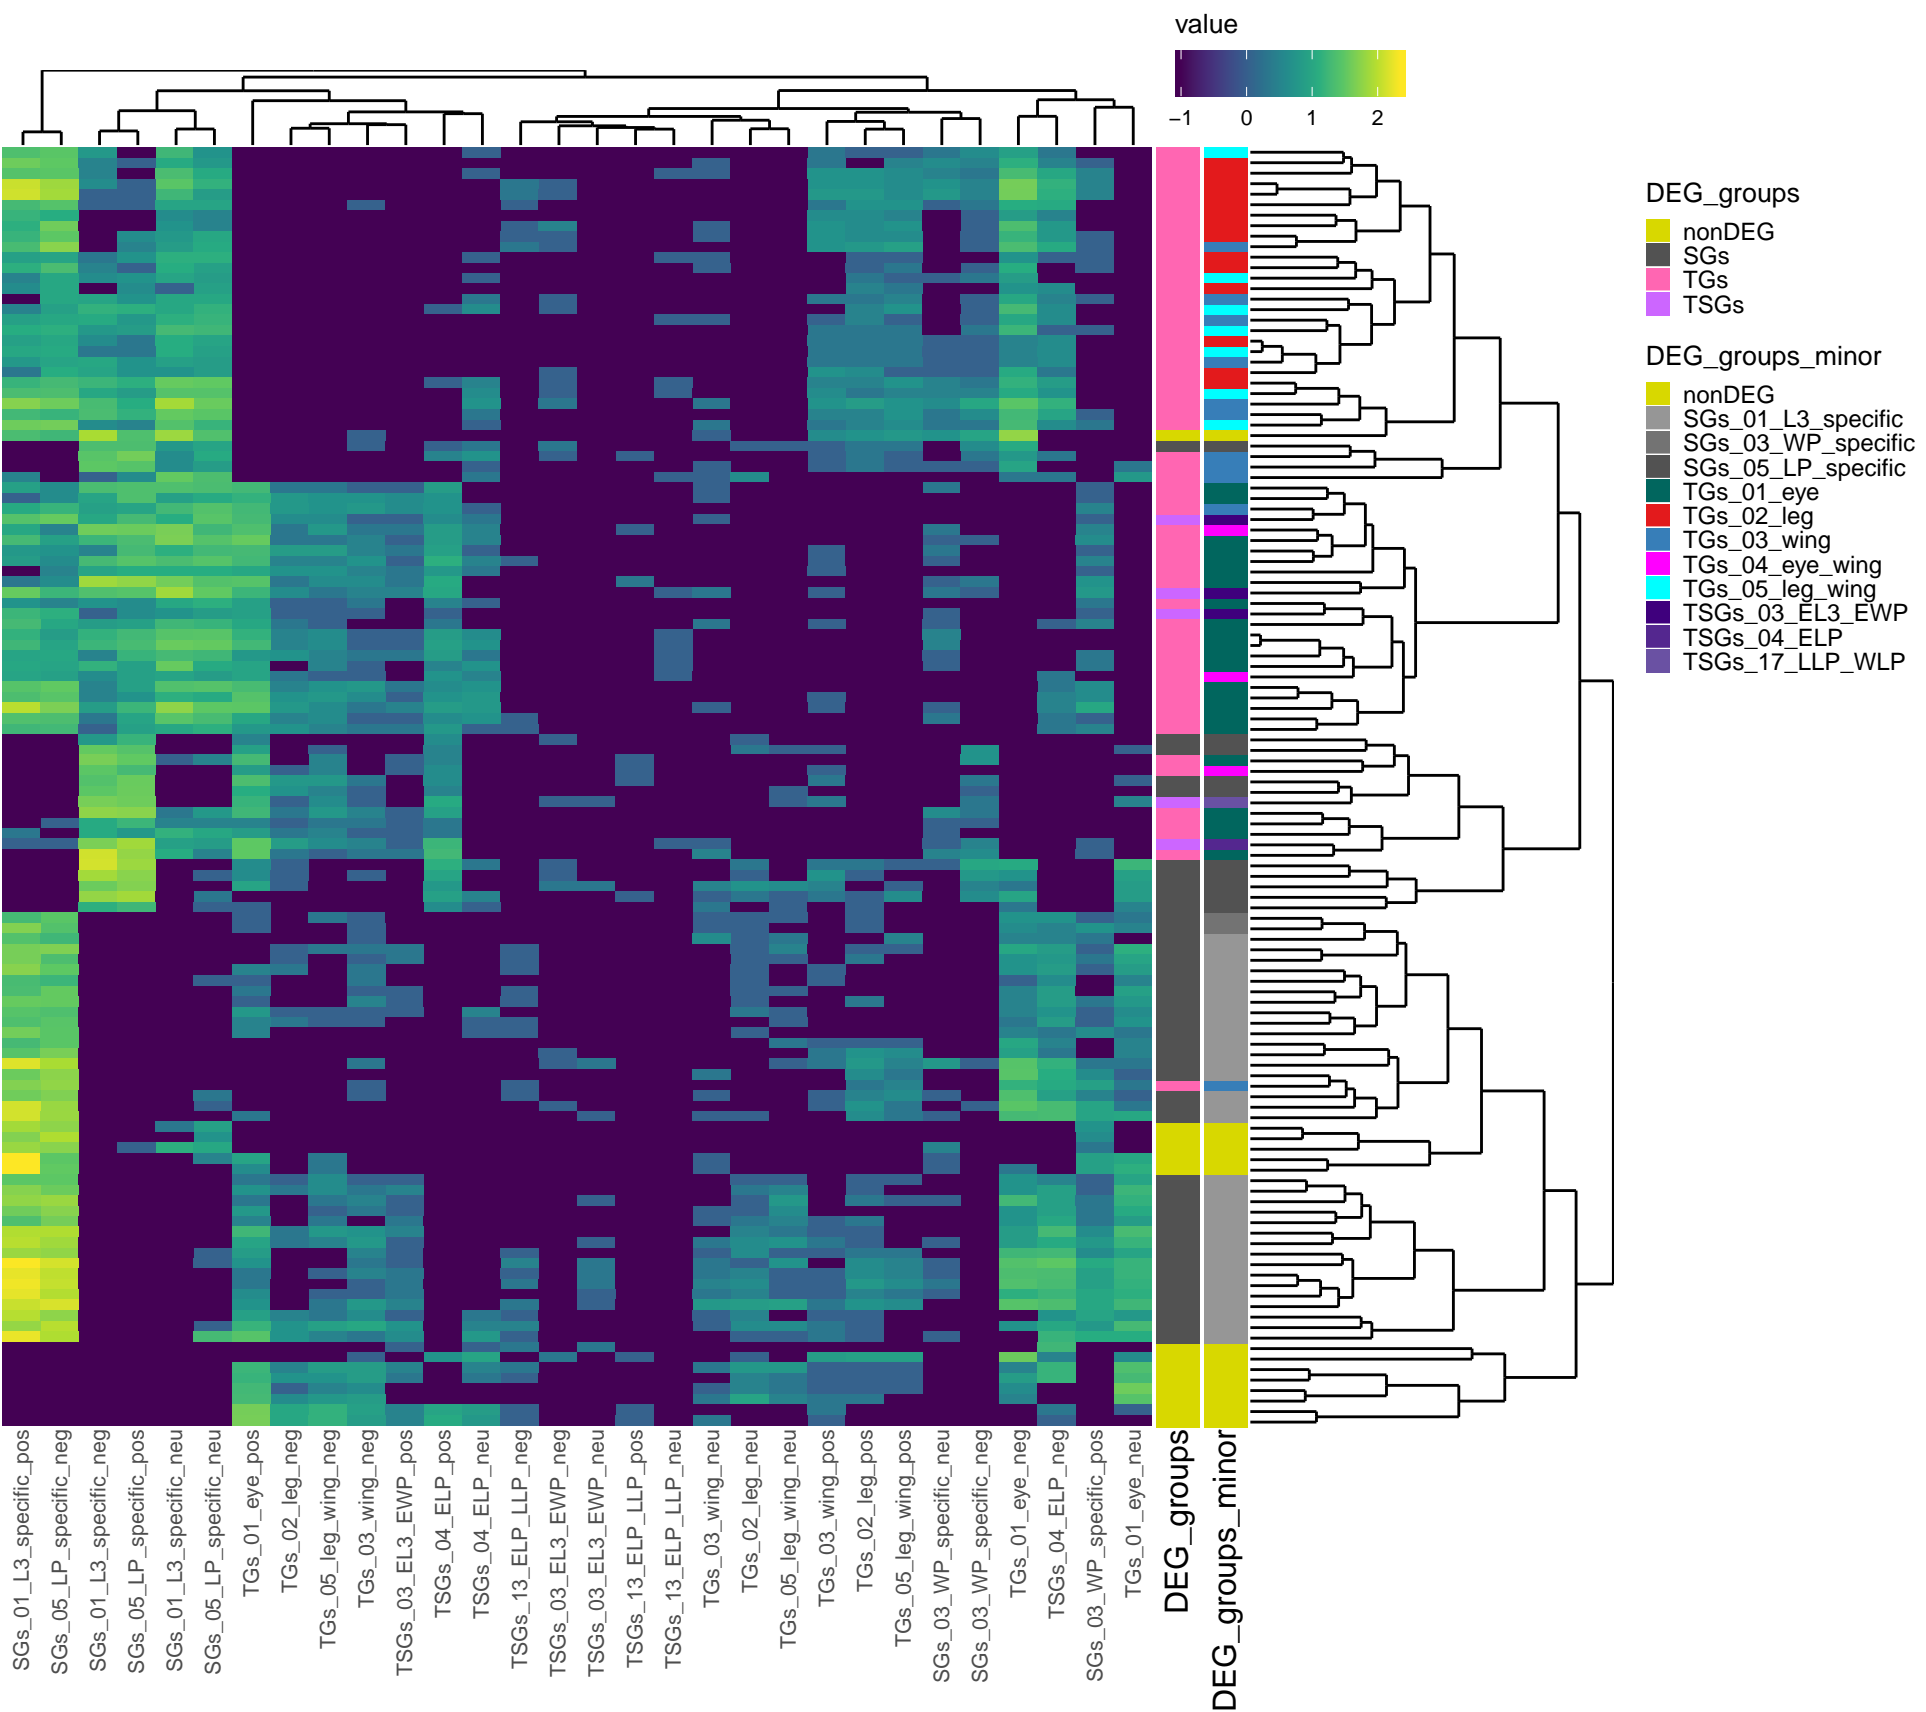 value
−1 0 1 2
DEG_groups
nonDEG
SGs
TGs
TSGs
DEG_groups_minor
nonDEG
SGs_01_L3_specific
SGs_03_WP_specific
SGs_05_LP_specific
TGs_01_eye
TGs_02_leg
TGs_03_wing
TGs_04_eye_wing
TGs_05_leg_wing
TSGs_03_EL3_EWP
TSGs_04_ELP
TSGs_17_LLP_WLP
SGs_01_L3_specific_pos
SGs_05_LP_specific_neg
SGs_01_L3_specific_neg
SGs_05_LP_specific_pos
SGs_01_L3_specific_neu
SGs_05_LP_specific_neu
TGs_01_eye_pos
TGs_02_leg_neg
TGs_05_leg_wing_neg
TGs_03_wing_neg
TSGs_03_EL3_EWP_pos
TSGs_04_ELP_pos
TSGs_04_ELP_neu
TSGs_13_ELP_LLP_neg
TSGs_03_EL3_EWP_neg
TSGs_03_EL3_EWP_neu
TSGs_13_ELP_LLP_pos
TSGs_13_ELP_LLP_neu
TGs_03_wing_neu
TGs_02_leg_neu
TGs_05_leg_wing_neu
TGs_03_wing_pos
TGs_02_leg_pos
TGs_05_leg_wing_pos
SGs_03_WP_specific_neu
SGs_03_WP_specific_neg
TGs_01_eye_neg
TSGs_04_ELP_neg
SGs_03_WP_specific_pos
TGs_01_eye_neu
DEG_groups
DEG_groups_minor